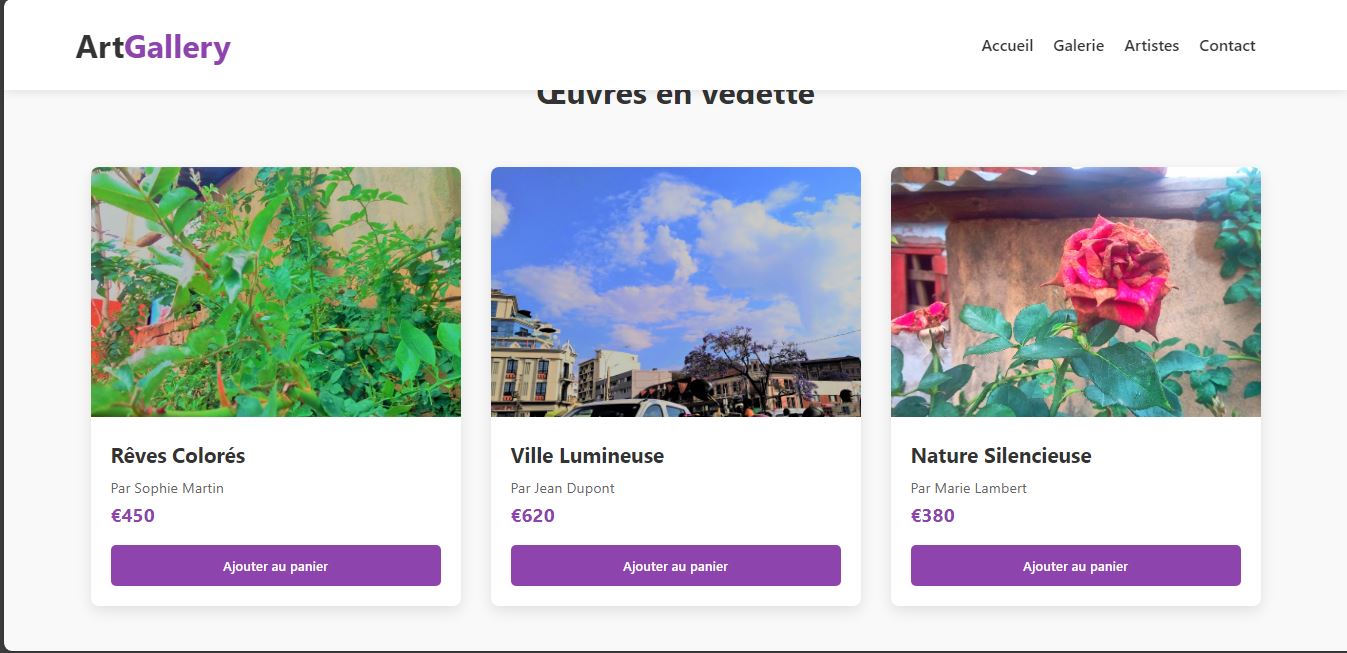 ArtGallery
Accueil Galerie Artistes Contact
Œuvres en vedette
Rêves Colorés
Par Sophie Martin
€450
Ajouter au panier
Ville Lumineuse
Par Jean Dupont
€620
Ajouter au panier
Nature Silencieuse
Par Marie Lambert
€380
Ajouter au panier